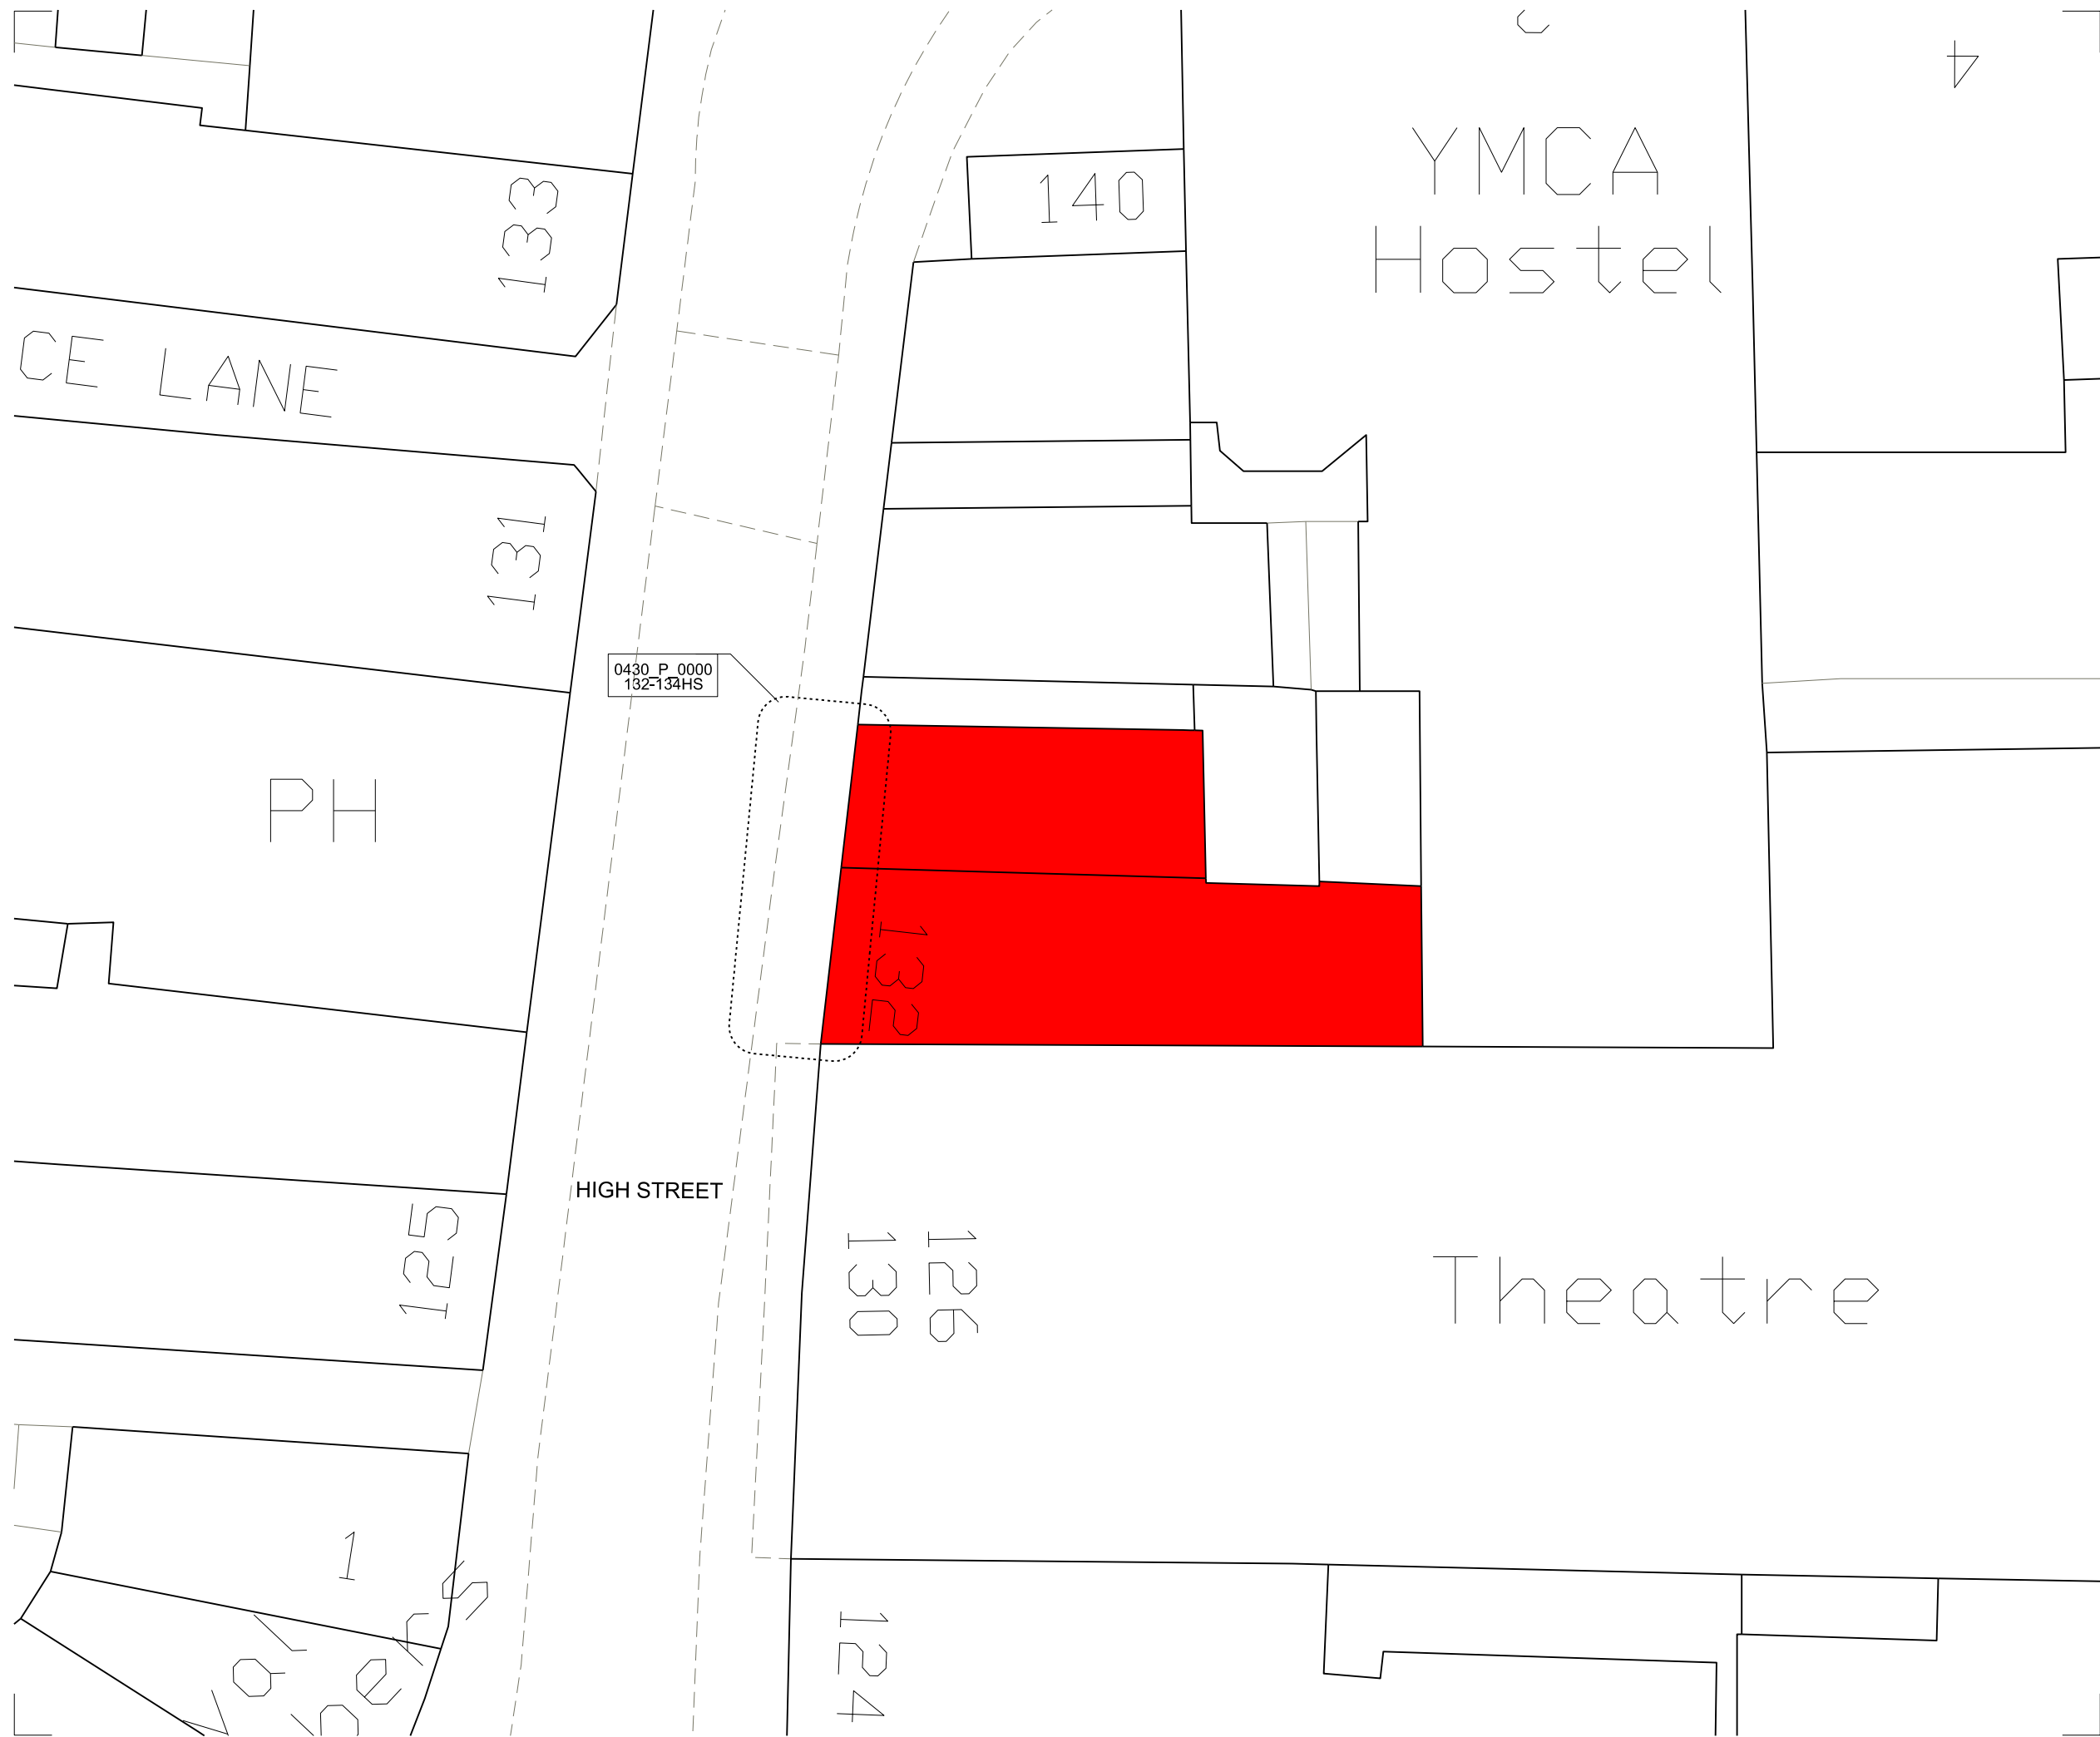 4
YMCA
Hostel
140
133
CE LANE
131
0430_P_0000
132-134HS
PH
132
HIGH STREET
125
130
126
Theatre
1
124